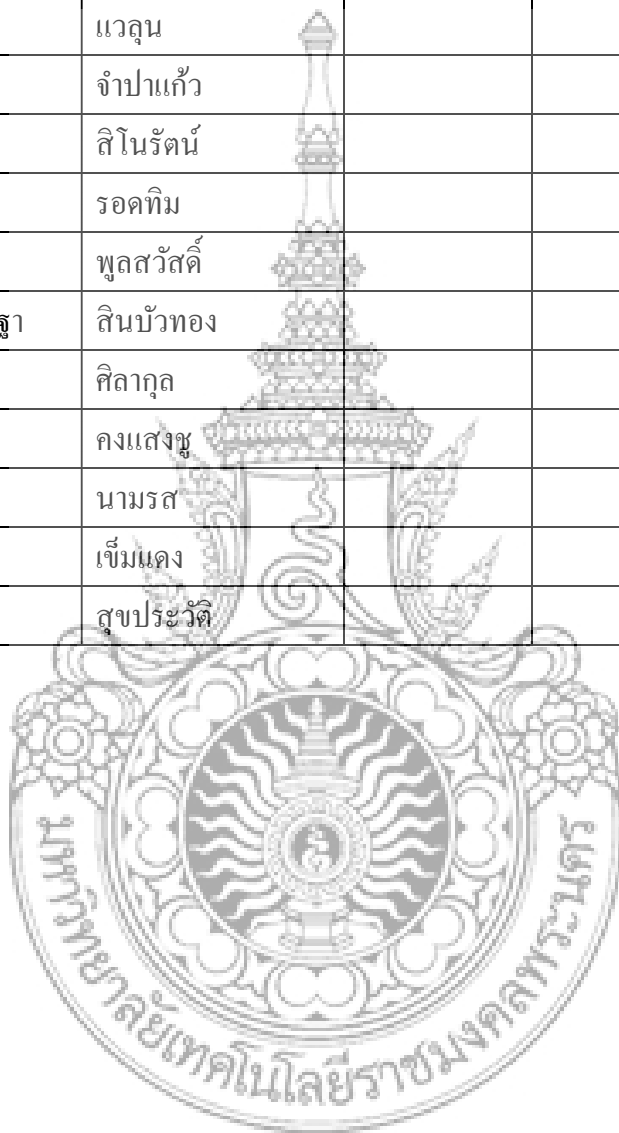 แวลุน
จำปาแก้ว
สิโนรัตน์
รอดทิม
พูลสวัสดิ์
ฐา สินบัวทอง
ศิลากุล
คงแสงชู
นามรส
เข็มแดง
สุขประวัติ
มหาวิทยาลัยเทคโนโลยีราชมงคลพระนคร